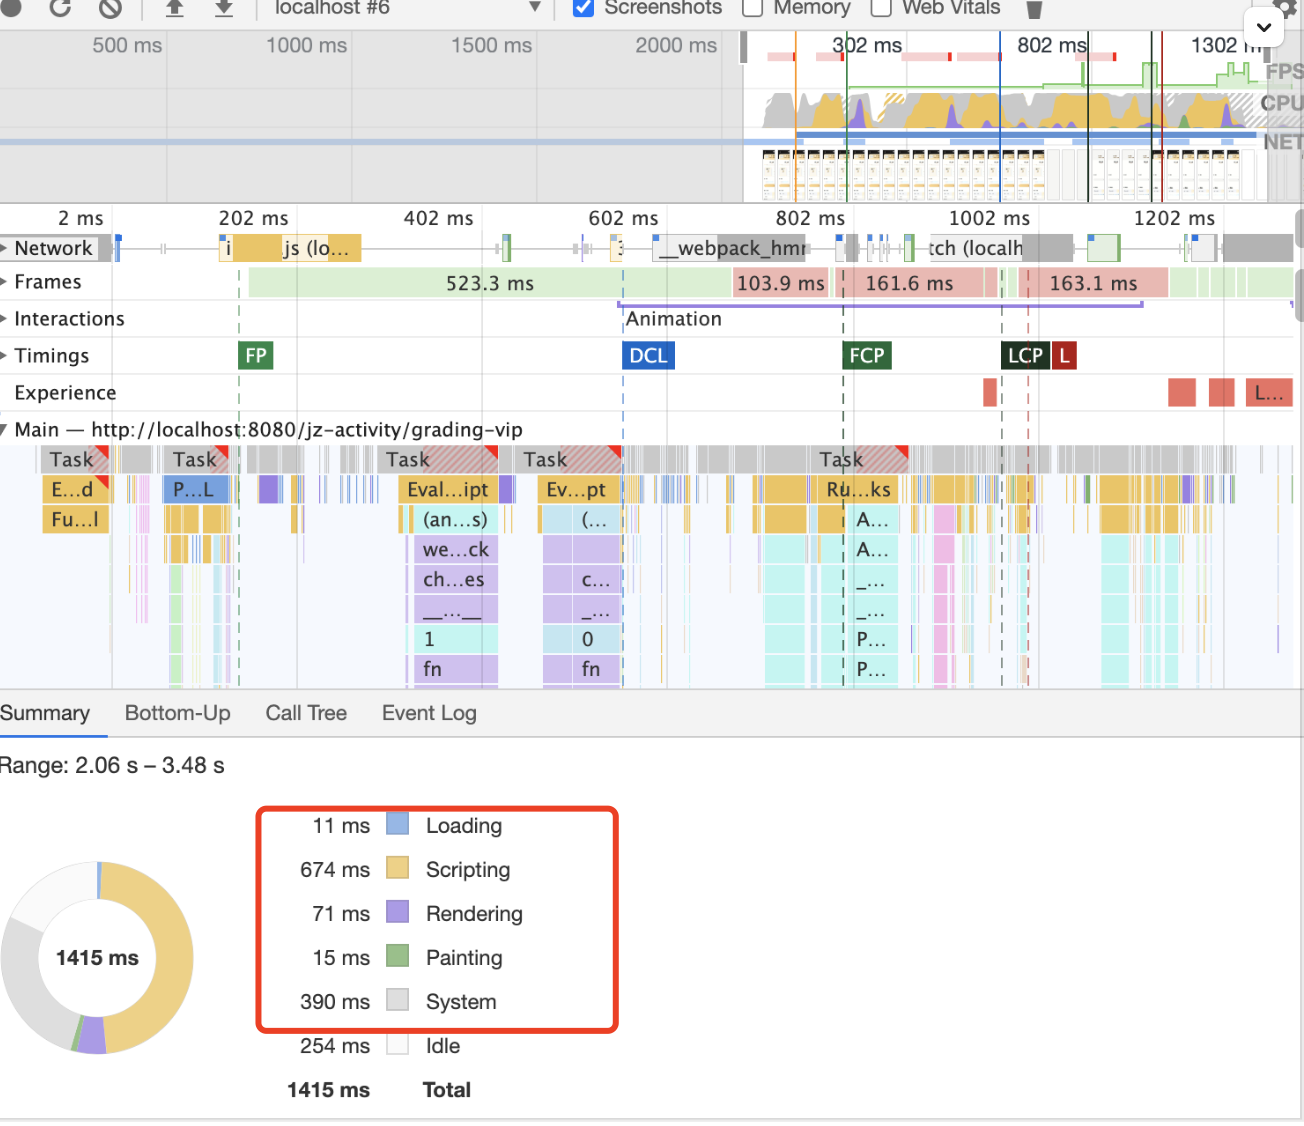 localhost #6 Screenshots Memory Web Vitals
500 ms 1000 ms 1500 ms 2000 ms 302 ms 802 ms 1302 m
FPS
CPU
NET
2 ms 202 ms 402 ms 602 ms 802 ms 1002 ms 1202 ms
Network i .js (lo... __webpack_hmr tch (localh
Frames 523.3 ms 103.9 ms 161.6 ms 163.1 ms
Interactions Animation
Timings FP DCL FCP LCP L
Experience L...
Main — http://localhost:8080/jz-activity/grading-vip
Task Task Task Task Task
E...d P...L Eval...ipt Ev...pt Ru...ks
Fu...l (an...s) (... A...
we...ck A...
ch...es c... _...
__...__ _... _...
1 0 P...
fn fn P...
Summary Bottom-Up Call Tree Event Log
Range: 2.06 s – 3.48 s
11 ms Loading
674 ms Scripting
71 ms Rendering
1415 ms
15 ms Painting
390 ms System
254 ms Idle
1415 ms Total